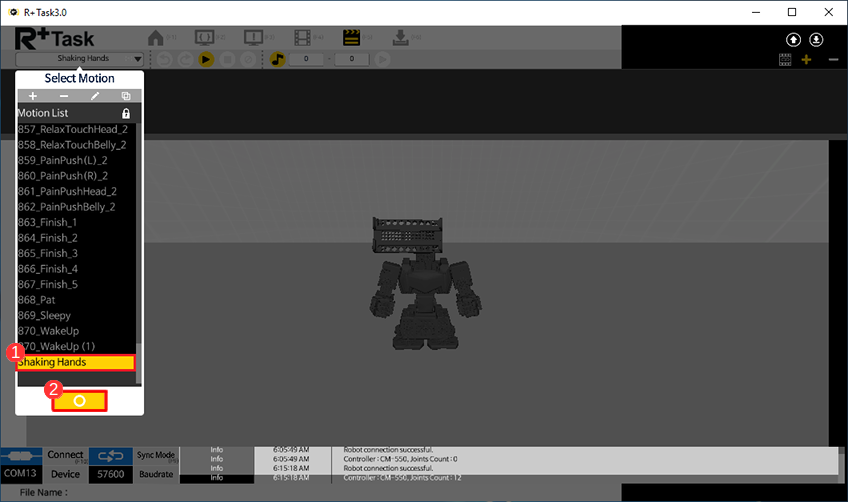 R+Task3.0
R+Task
Shaking Hands
0 - 0
Select Motion
Motion List
857_RelaxTouchHead_2
858_RelaxTouchBelly_2
859_PainPush(L)_2
860_PainPush(R)_2
861_PainPushHead_2
862_PainPushBelly_2
863_Finish_1
864_Finish_2
865_Finish_3
866_Finish_4
867_Finish_5
868_Pat
869_Sleepy
870_WakeUp
870_WakeUp (1)
1
Shaking Hands
2
Connect
Sync Mode
COM13
Device
57600
Baudrate
Info 6:05:49 AM Robot connection successful.
Info 6:05:49 AM Controller : CM-550, Joints Count : 0
Info 6:15:18 AM Robot connection successful.
Info 6:15:18 AM Controller : CM-550, Joints Count : 12
File Name :